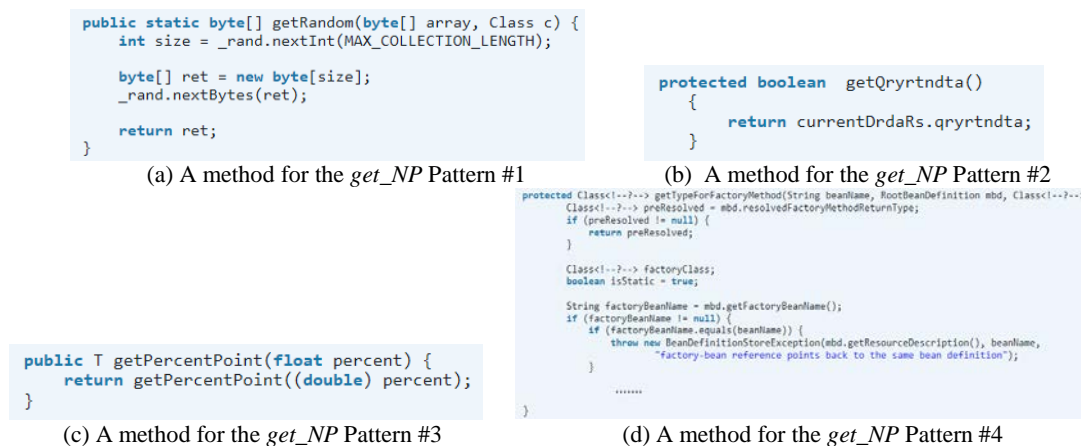 public static byte[] getRandom(byte[] array, Class c) {
int size = _rand.nextInt(MAX_COLLECTION_LENGTH);
byte[] ret = new byte[size];
_rand.nextBytes(ret);
return ret;
}
(a) A method for the get_NP Pattern #1
protected boolean getQryrtndta()
{
return currentDrdaRs.qryrtndta;
}
(b) A method for the get_NP Pattern #2
public T getPercentPoint(float percent) {
return getPercentPoint((double) percent);
}
(c) A method for the get_NP Pattern #3
protected Class<!--?--> getTypeForFactoryMethod(String beanName, RootBeanDefinition mbd, Class<!--?--
Class<!--?--> preResolved = mbd.resolvedFactoryMethodReturnType;
if (preResolved != null) {
return preResolved;
}
Class<!--?--> factoryClass;
boolean isStatic = true;
String factoryBeanName = mbd.getFactoryBeanName();
if (factoryBeanName != null) {
if (factoryBeanName.equals(beanName)) {
throw new BeanDefinitionStoreException(mbd.getResourceDescription(), beanName,
"factory-bean reference points back to the same bean definition");
}
.......
}
(d) A method for the get_NP Pattern #4